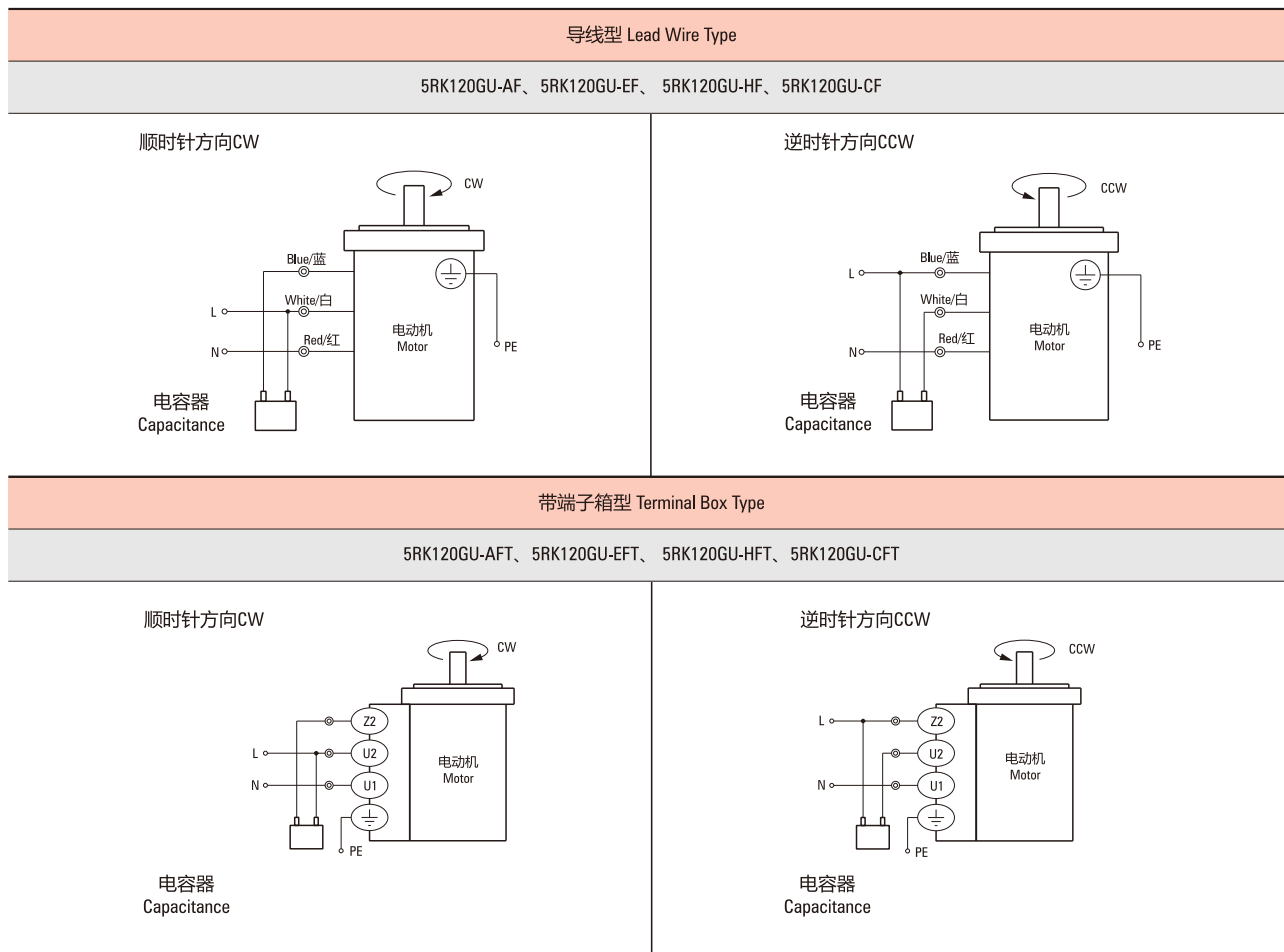 导线型 Lead Wire Type
5RK120GU-AF、5RK120GU-EF、 5RK120GU-HF、5RK120GU-CF
顺时针方向CW
CW
Blue/蓝
White/白
L
Red/红
N
电动机
Motor
PE
电容器
Capacitance
逆时针方向CCW
CCW
Blue/蓝
L
White/白
Red/红
N
电动机
Motor
PE
电容器
Capacitance
带端子箱型 Terminal Box Type
5RK120GU-AFT、5RK120GU-EFT、 5RK120GU-HFT、5RK120GU-CFT
顺时针方向CW
CW
Z2
L
U2
N
U1
电动机
Motor
PE
电容器
Capacitance
逆时针方向CCW
CCW
L
Z2
U2
N
U1
电动机
Motor
PE
电容器
Capacitance